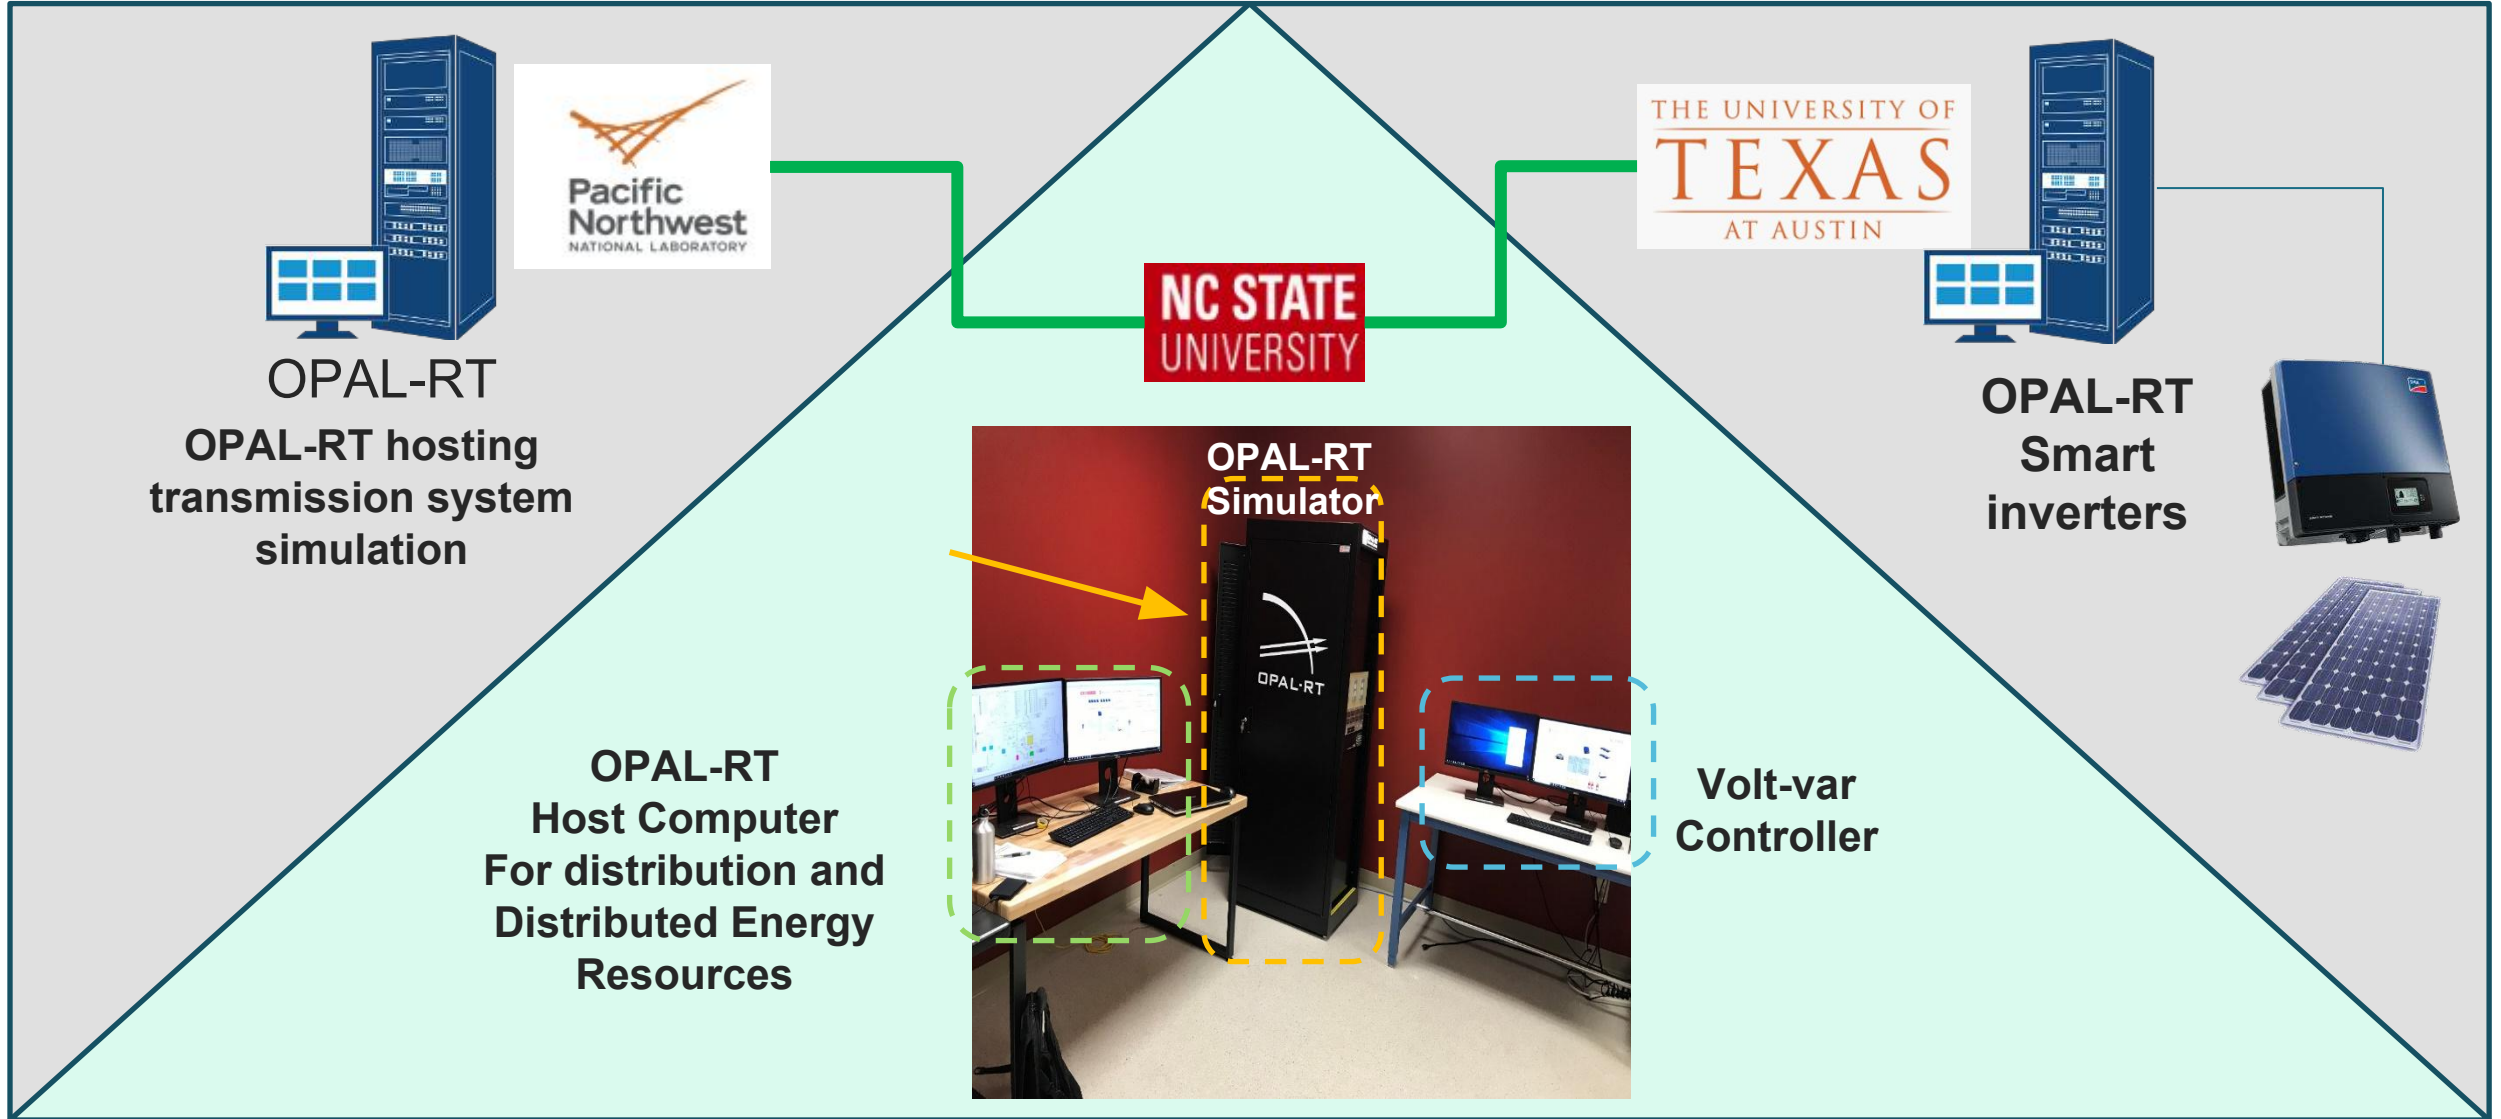 Pacific
Northwest
NATIONAL LABORATORY
THE UNIVERSITY OF
TEXAS
AT AUSTIN
NC STATE
UNIVERSITY
OPAL-RT
OPAL-RT hosting
transmission system
simulation
OPAL-RT
Smart
inverters
OPAL-RT
Simulator
OPAL-RT
OPAL-RT
Host Computer
For distribution and
Distributed Energy
Resources
Volt-var
Controller